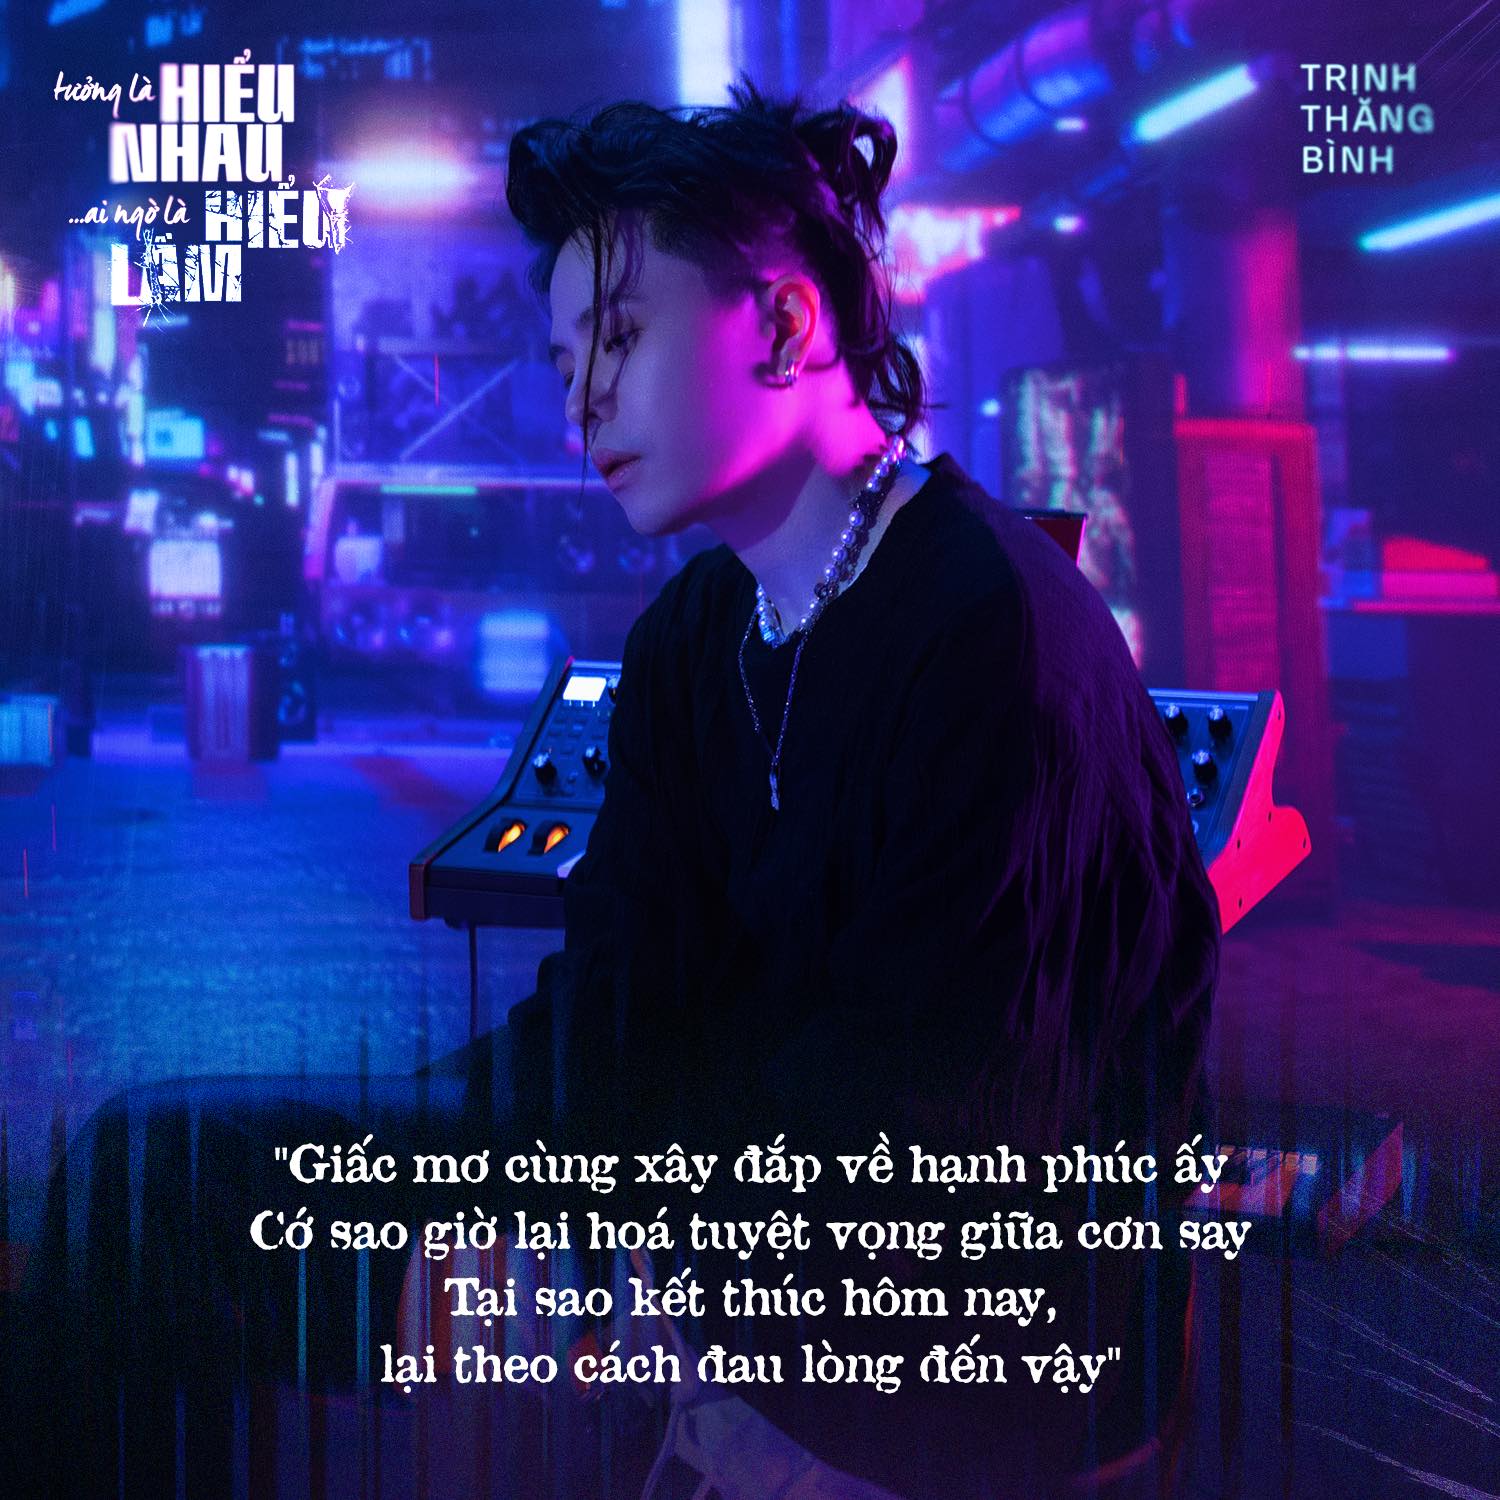 tưởng là HIỂU
NHAU
...ai ngờ là HIỂU
LẦM
TRỊNH
THĂNG
BÌNH
"Giấc mơ cùng xây đắp về hạnh phúc ấy
Cớ sao giờ lại hoá tuyệt vọng giữa cơn say
Tại sao kết thúc hôm nay,
lại theo cách đau lòng đến vậy"